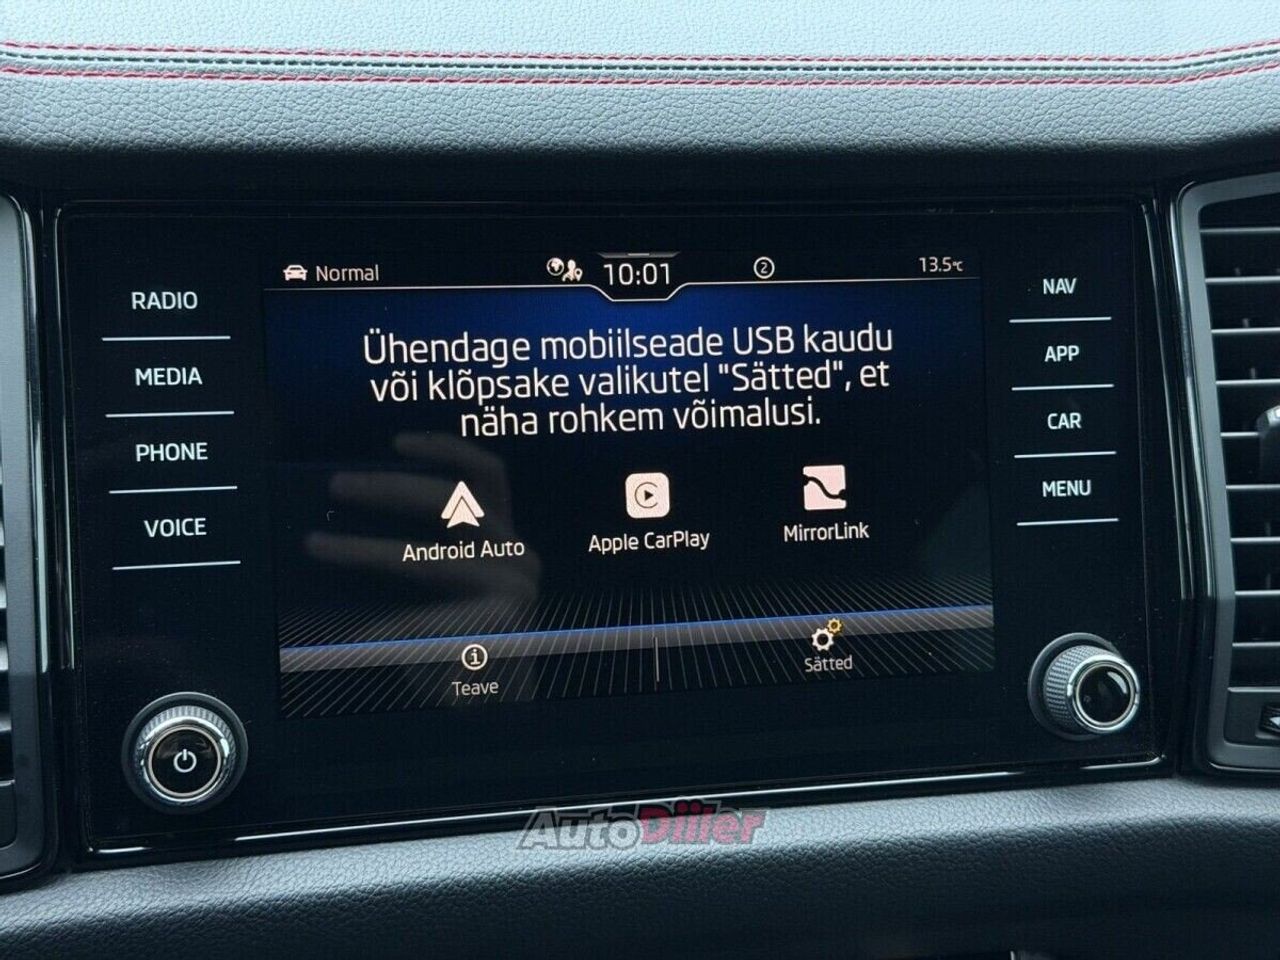 Normal
10:01
2
13.5°C
RADIO
MEDIA
PHONE
VOICE
NAV
APP
CAR
MENU
Ühendage mobiilseade USB kaudu
või klõpsake valikutel "Sätted", et
näha rohkem võimalusi.
Android Auto
Apple CarPlay
MirrorLink
Teave
Sätted
AutoDiiler